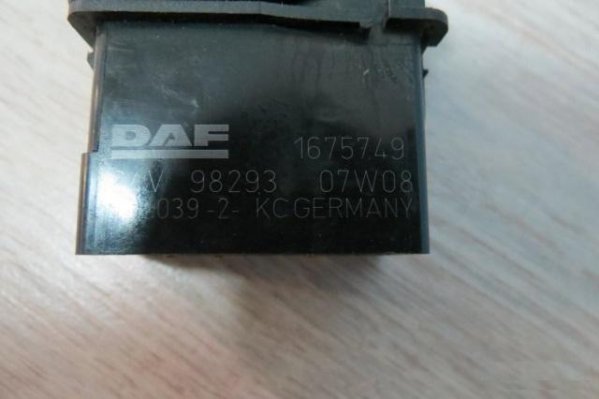 DAF 1675749
98293 07W08
039-2- KC GERMANY